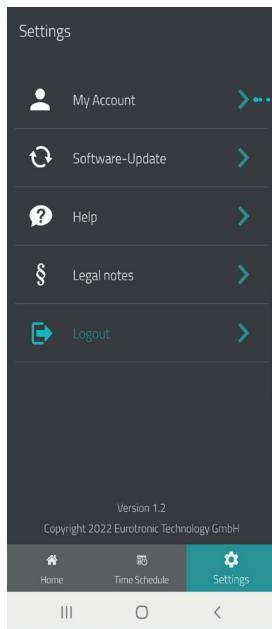 Settings
My Account
Software-Update
Help
§ Legal notes
Logout
Version 1.2
Copyright 2022 Eurotronic Technology GmbH
Home Time Schedule Settings